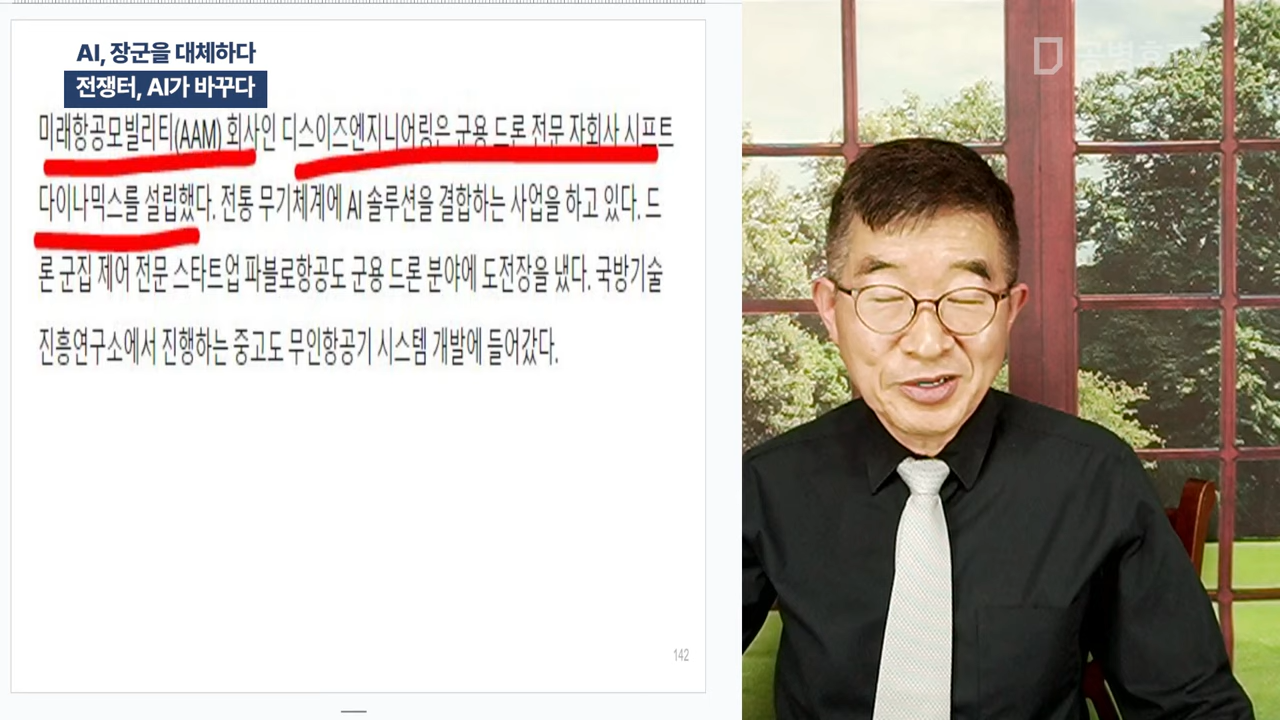 AI, 장군을 대체하다
전쟁터, AI가 바꾸다
미래항공모빌리티(AAM) 회사인 디스이즈엔지니어링은 군용 드론 전문 자회사 시프트
다이나믹스를 설립했다. 전통 무기체계에 AI 솔루션을 결합하는 사업을 하고 있다. 드
론 군집 제어 전문 스타트업 파블로항공도 군용 드론 분야에 도전장을 냈다. 국방기술
진흥연구소에서 진행하는 중고도 무인항공기 시스템 개발에 들어갔다.
142